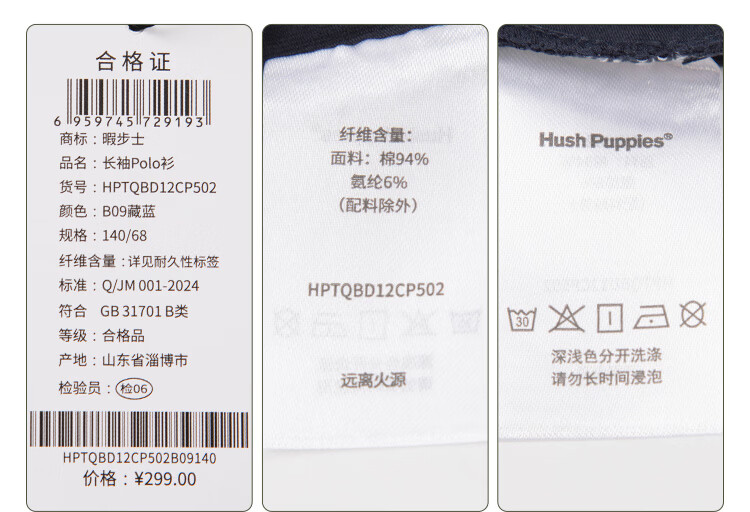 合格证
6 959745 729193
商标：暇步士
品名：长袖Polo衫
货号：HPTQBD12CP502
颜色：B09藏蓝
规格：140/68
纤维含量：详见耐久性标签
标准：Q/JM 001-2024
符合 GB 31701 B类
等级：合格品
产地：山东省淄博市
检验员：检06
HPTQBD12CP502B09140
价格：¥299.00
纤维含量：
面料：棉94%
氨纶6%
（配料除外）
HPTQBD12CP502
远离火源
Hush Puppies®
30
深浅色分开洗涤
请勿长时间浸泡